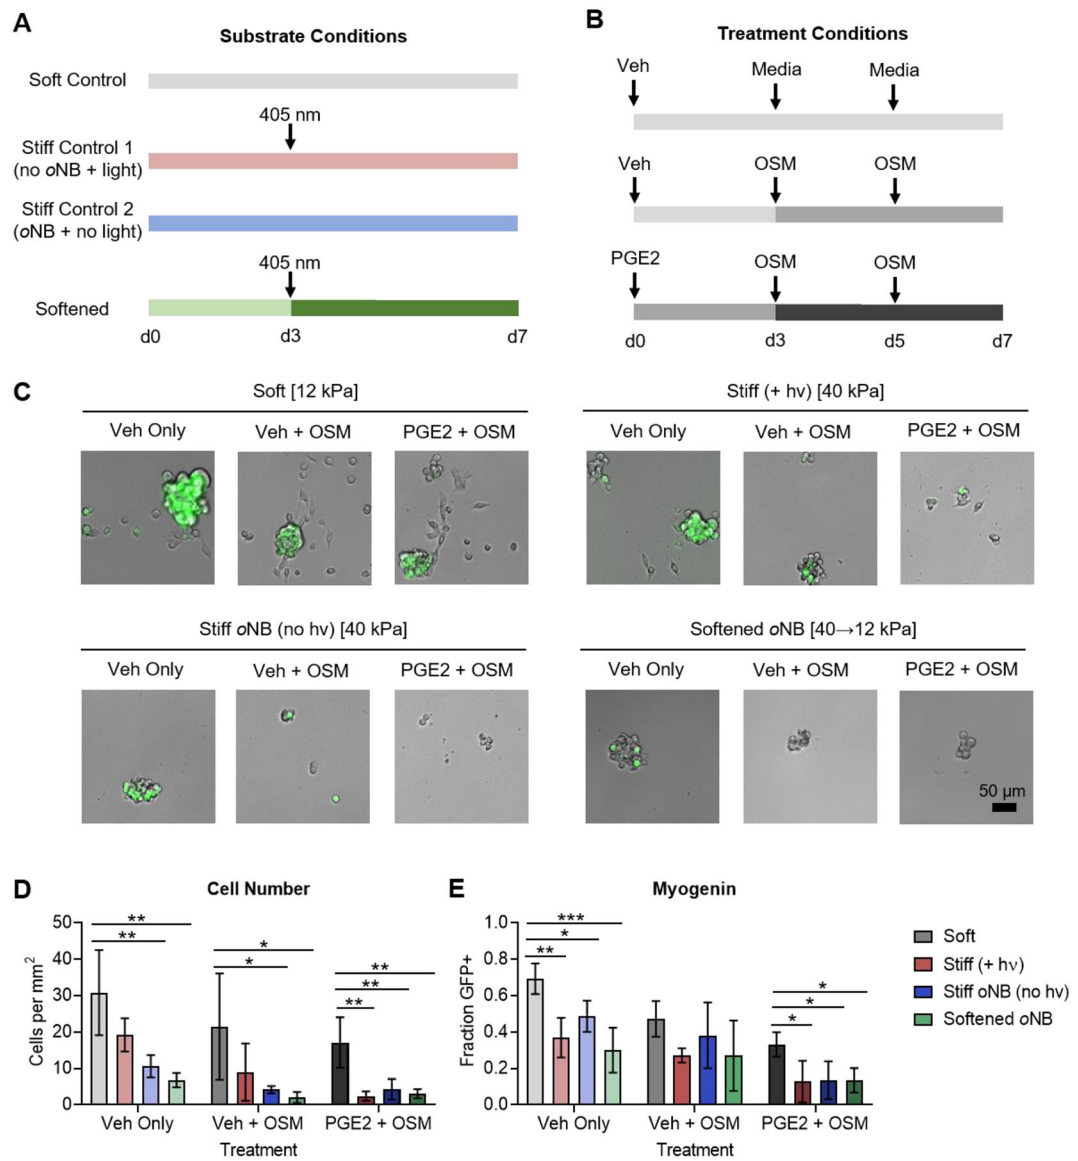 A
Substrate Conditions
Soft Control
405 nm
Stiff Control 1
(no oNB + light)
Stiff Control 2
(oNB + no light)
405 nm
Softened
d0
d3
d7
B
Treatment Conditions
Veh
Media
Media
Veh
OSM
OSM
PGE2
OSM
OSM
d0
d3
d5
d7
C
Soft [12 kPa]
Veh Only
Veh + OSM
PGE2 + OSM
Stiff (+ hv) [40 kPa]
Veh Only
Veh + OSM
PGE2 + OSM
Stiff oNB (no hv) [40 kPa]
Veh Only
Veh + OSM
PGE2 + OSM
Softened oNB [40→12 kPa]
Veh Only
Veh + OSM
PGE2 + OSM
50 µm
D
Cell Number
Cells per mm²
50
40
30
20
10
0
**
**
*
*
**
**
**
Veh Only
Veh + OSM
PGE2 + OSM
Treatment
E
Myogenin
Fraction GFP+
1.0
0.8
0.6
0.4
0.2
0.0
***
*
**
*
*
*
Veh Only
Veh + OSM
PGE2 + OSM
Treatment
Soft
Stiff (+ hν)
Stiff oNB (no hv)
Softened oNB